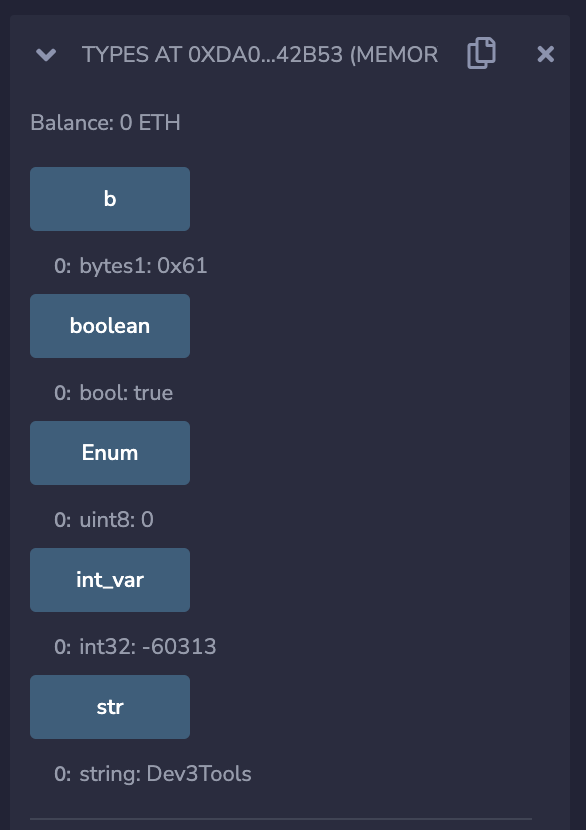 TYPES AT 0XDA0...42B53 (MEMOR
Balance: 0 ETH
b
0: bytes1: 0x61
boolean
0: bool: true
Enum
0: uint8: 0
int_var
0: int32: -60313
str
0: string: Dev3Tools